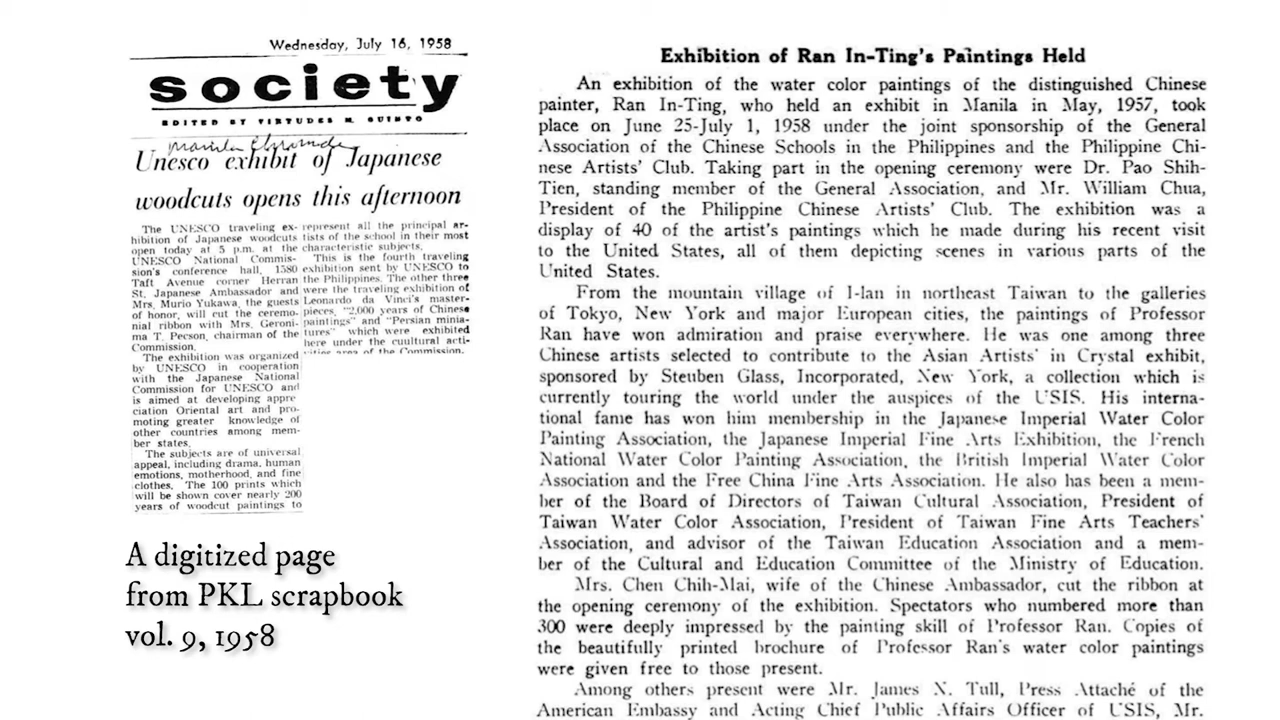 Wednesday, July 16, 1958
society
EDITED BY VIRTUDES M. GUINTO
Manila Chronicle
Unesco exhibit of Japanese
woodcuts opens this afternoon
The UNESCO traveling ex-
hibition of Japanese woodcuts
open today at 5 p.m. at the
UNESCO National Commis-
sion's conference hall, 1580
Taft Avenue corner Herran
St. Japanese Ambassador and
Mrs. Murio Yukawa, the guests
of honor, will cut the ceremo-
nial ribbon with Mrs. Geroni-
ma T. Pecson, chairman of the
Commission.
The exhibition was organized
by UNESCO in cooperation
with the Japanese National
Commission for UNESCO and
is aimed at developing appre
ciation Oriental art and pro-
moting greater knowledge of
other countries among mem-
ber states.
The subjects are of universal
appeal, including drama, human
emotions, motherhood, and fine
clothes. The 100 prints which
will be shown cover nearly 200
years of woodcut paintings to
represent all the principal ar-
tists of the school in their most
characteristic subjects.
This is the fourth traveling
exhibition sent by UNESCO to
the Philippines. The other three
were the traveling exhibition of
Leonardo da Vinci's master-
pieces, "2,000 years of Chinese
paintings" and "Persian minia-
tures" which were exhibited
here under the cuultural acti-
vities area of the Commission.
A digitized page
from PKL scrapbook
vol. 9, 1958
Exhibition of Ran In-Ting's Paintings Held
An exhibition of the water color paintings of the distinguished Chinese
painter, Ran In-Ting, who held an exhibit in Manila in May, 1957, took
place on June 25-July 1, 1958 under the joint sponsorship of the General
Association of the Chinese Schools in the Philippines and the Philippine Chi-
nese Artists' Club. Taking part in the opening ceremony were Dr. Pao Shih-
Tien, standing member of the General Association, and Mr. William Chua,
President of the Philippine Chinese Artists' Club. The exhibition was a
display of 40 of the artist's paintings which he made during his recent visit
to the United States, all of them depicting scenes in various parts of the
United States.
From the mountain village of I-lan in northeast Taiwan to the galleries
of Tokyo, New York and major European cities, the paintings of Professor
Ran have won admiration and praise everywhere. He was one among three
Chinese artists selected to contribute to the Asian Artists' in Crystal exhibit,
sponsored by Steuben Glass, Incorporated, New York, a collection which is
currently touring the world under the auspices of the USIS. His interna-
tional fame has won him membership in the Japanese Imperial Water Color
Painting Association, the Japanese Imperial Fine Arts Exhibition, the French
National Water Color Painting Association, the British Imperial Water Color
Association and the Free China Fine Arts Association. He also has been a mem-
ber of the Board of Directors of Taiwan Cultural Association, President of
Taiwan Water Color Association, President of Taiwan Fine Arts Teachers'
Association, and advisor of the Taiwan Education Association and a mem-
ber of the Cultural and Education Committee of the Ministry of Education.
Mrs. Chen Chih-Mai, wife of the Chinese Ambassador, cut the ribbon at
the opening ceremony of the exhibition. Spectators who numbered more than
300 were deeply impressed by the painting skill of Professor Ran. Copies of
the beautifully printed brochure of Professor Ran's water color paintings
were given free to those present.
Among others present were Mr. James N. Tull, Press Attaché of the
American Embassy and Acting Chief Public Affairs Officer of USIS, Mr.